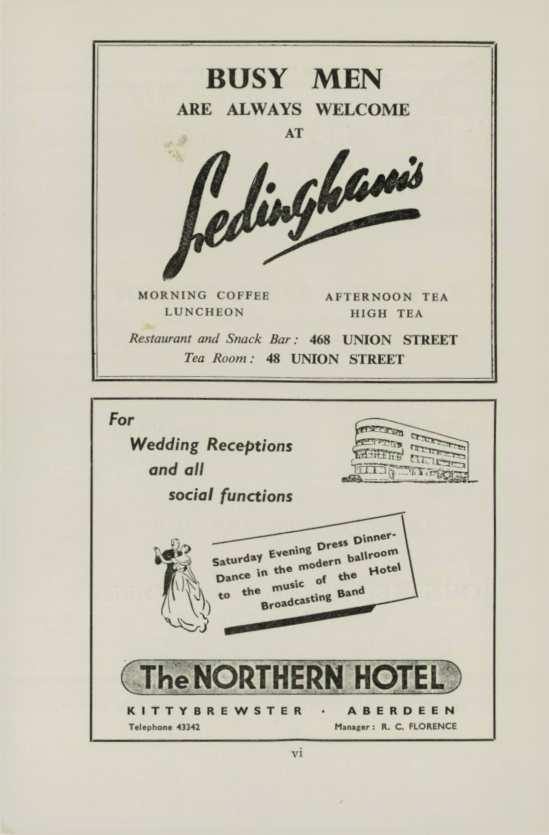 BUSY MEN
ARE ALWAYS WELCOME
AT
Ledingham's
MORNING COFFEE
LUNCHEON
AFTERNOON TEA
HIGH TEA
Restaurant and Snack Bar: 468 UNION STREET
Tea Room: 48 UNION STREET
For
Wedding Receptions
and all
social functions
Saturday Evening Dress Dinner-
Dance in the modern ballroom
to the music of the Hotel
Broadcasting Band
The NORTHERN HOTEL
KITTYBREWSTER · ABERDEEN
Telephone 43342
Manager: R. C. FLORENCE
vi